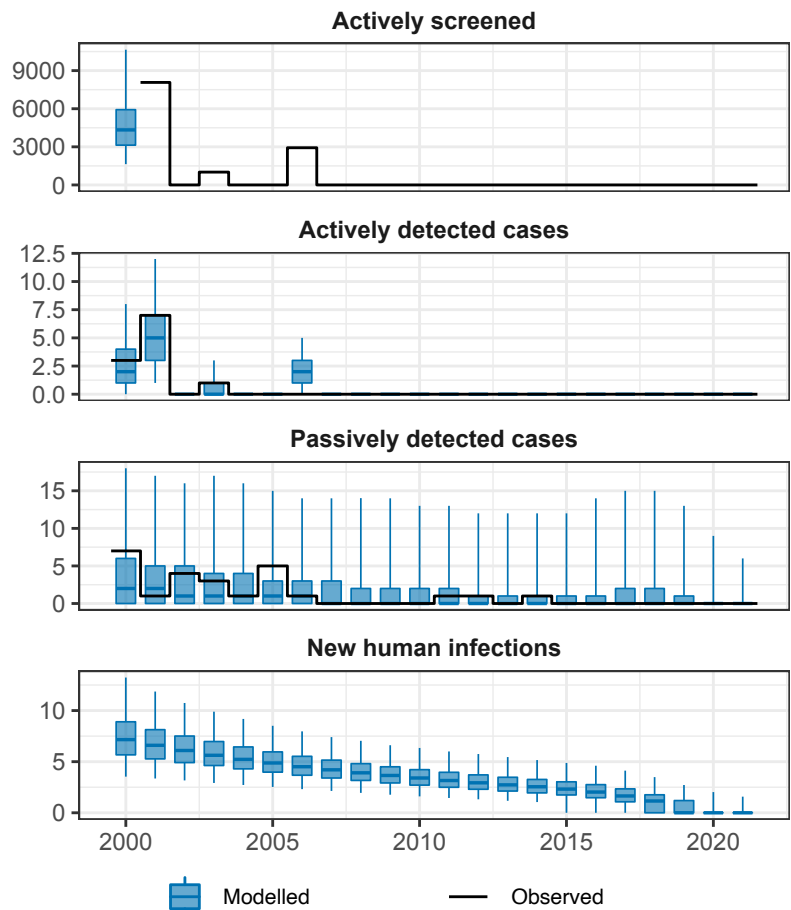 Actively screened
9000
6000
3000
0
Actively detected cases
12.5
10.0
7.5
5.0
2.5
0.0
Passively detected cases
15
10
5
0
New human infections
10
5
0
2000 2005 2010 2015 2020
Modelled Observed